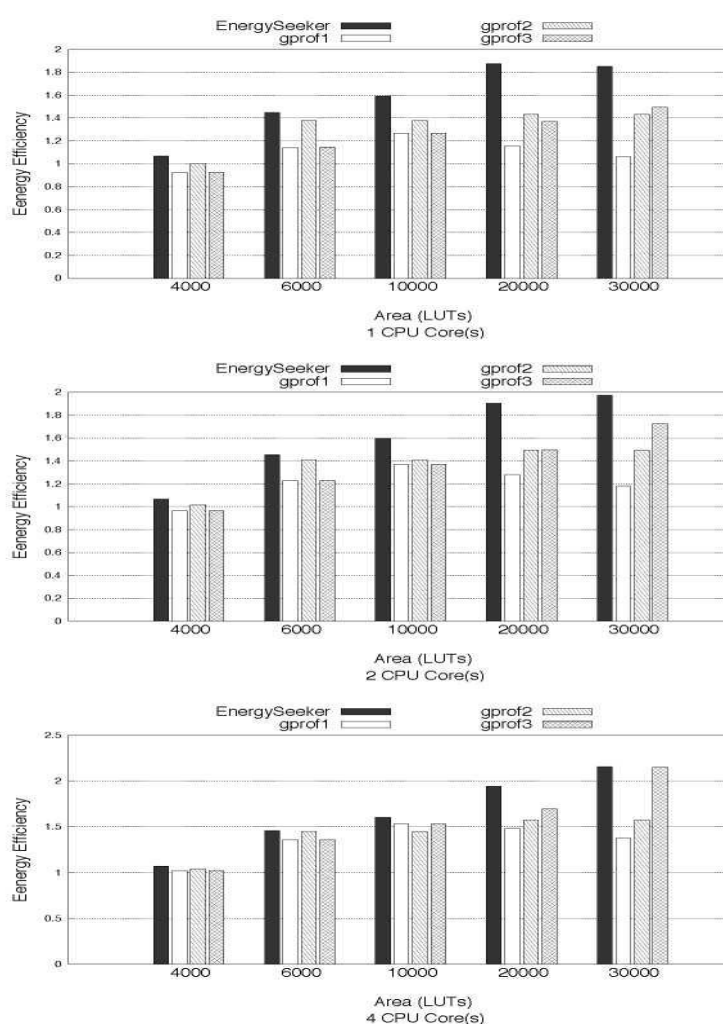 EnergySeeker gprof2
gprof1 gprof3
2
1.8
1.6
1.4
1.2
1
0.8
0.6
0.4
0.2
0
Eenergy Efficiency
4000 6000 10000 20000 30000
Area (LUTs)
1 CPU Core(s)
EnergySeeker gprof2
gprof1 gprof3
2
1.8
1.6
1.4
1.2
1
0.8
0.6
0.4
0.2
0
Eenergy Efficiency
4000 6000 10000 20000 30000
Area (LUTs)
2 CPU Core(s)
EnergySeeker gprof2
gprof1 gprof3
2.5
2
1.5
1
0.5
0
Eenergy Efficiency
4000 6000 10000 20000 30000
Area (LUTs)
4 CPU Core(s)